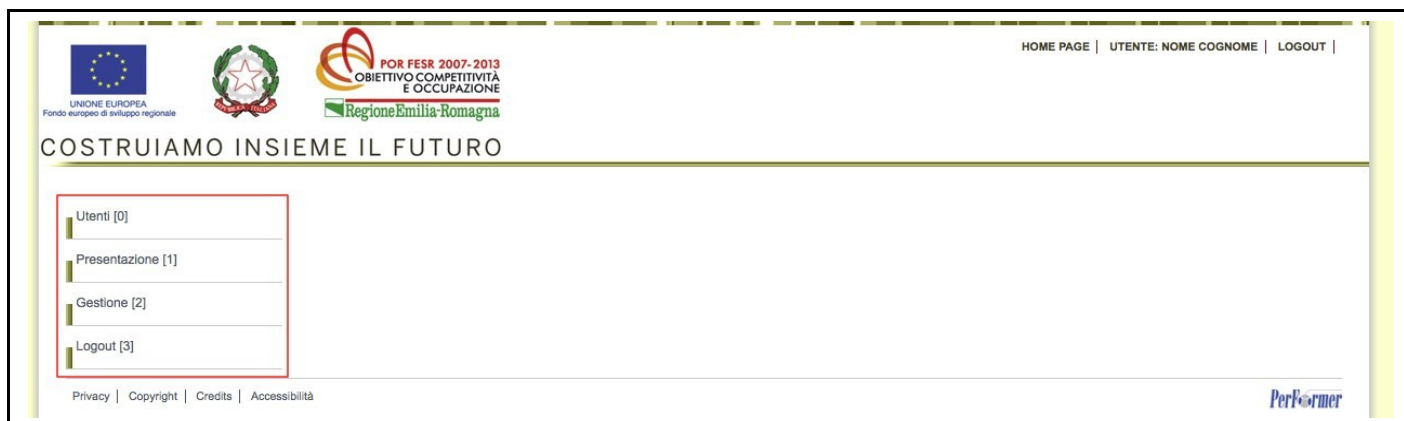 HOME PAGE | UTENTE: NOME COGNOME | LOGOUT |
POR FESR 2007-2013
OBIETTIVO COMPETITIVITÀ
E OCCUPAZIONE
UNIONE EUROPEA
Fondo europeo di sviluppo regionale
REPVBBLICA ITALIANA
RegioneEmilia-Romagna
COSTRUIAMO INSIEME IL FUTURO
Utenti [0]
Presentazione [1]
Gestione [2]
Logout [3]
Privacy | Copyright | Credits | Accessibilità
PerFormer